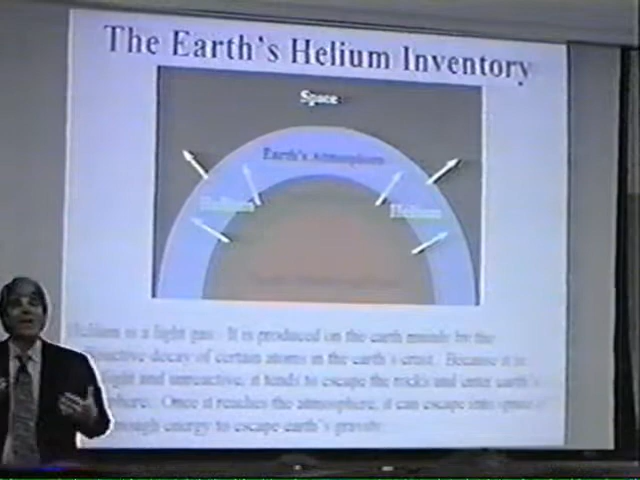 The Earth's Helium Inventory
Space
Earth's Atmosphere
Helium
Helium
Helium is a light gas. It is produced on the earth mainly by the
decay of certain atoms in the earth's crust. Because it is
light and unreactive, it tends to escape the rocks and enter earth's
Once it reaches the atmosphere, it can escape into space if
enough energy to escape earth's gravity.